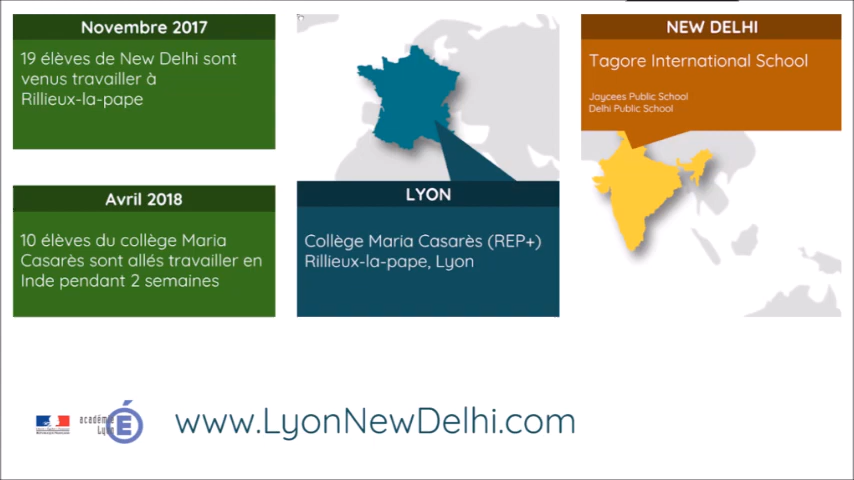 Novembre 2017
19 élèves de New Delhi sont
venus travailler à
Rillieux-la-pape
Avril 2018
10 élèves du collège Maria
Casarès sont allés travailler en
Inde pendant 2 semaines
LYON
Collège Maria Casarès (REP+)
Rillieux-la-pape, Lyon
NEW DELHI
Tagore International School
Jaycees Public School
Delhi Public School
académie
Lyon
É
www.LyonNewDelhi.com